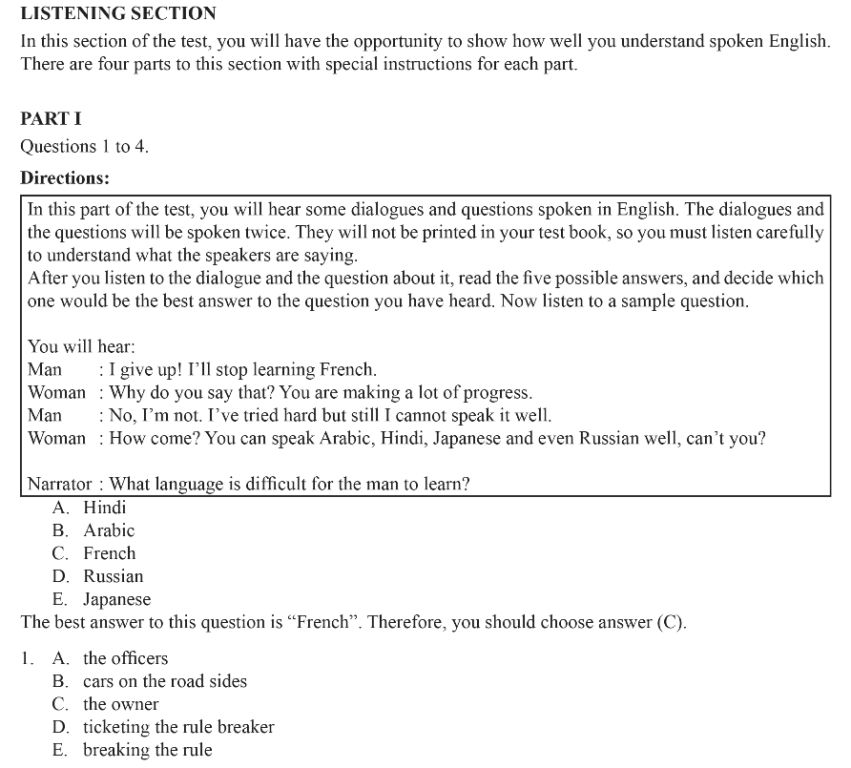 LISTENING SECTION
In this section of the test, you will have the opportunity to show how well you understand spoken English.
There are four parts to this section with special instructions for each part.
PART I
Questions 1 to 4.
Directions:
In this part of the test, you will hear some dialogues and questions spoken in English. The dialogues and
the questions will be spoken twice. They will not be printed in your test book, so you must listen carefully
to understand what the speakers are saying.
After you listen to the dialogue and the question about it, read the five possible answers, and decide which
one would be the best answer to the question you have heard. Now listen to a sample question.
You will hear:
Man : I give up! I’ll stop learning French.
Woman : Why do you say that? You are making a lot of progress.
Man : No, I’m not. I’ve tried hard but still I cannot speak it well.
Woman : How come? You can speak Arabic, Hindi, Japanese and even Russian well, can’t you?
Narrator : What language is difficult for the man to learn?
A. Hindi
B. Arabic
C. French
D. Russian
E. Japanese
The best answer to this question is “French”. Therefore, you should choose answer (C).
1. A. the officers
B. cars on the road sides
C. the owner
D. ticketing the rule breaker
E. breaking the rule